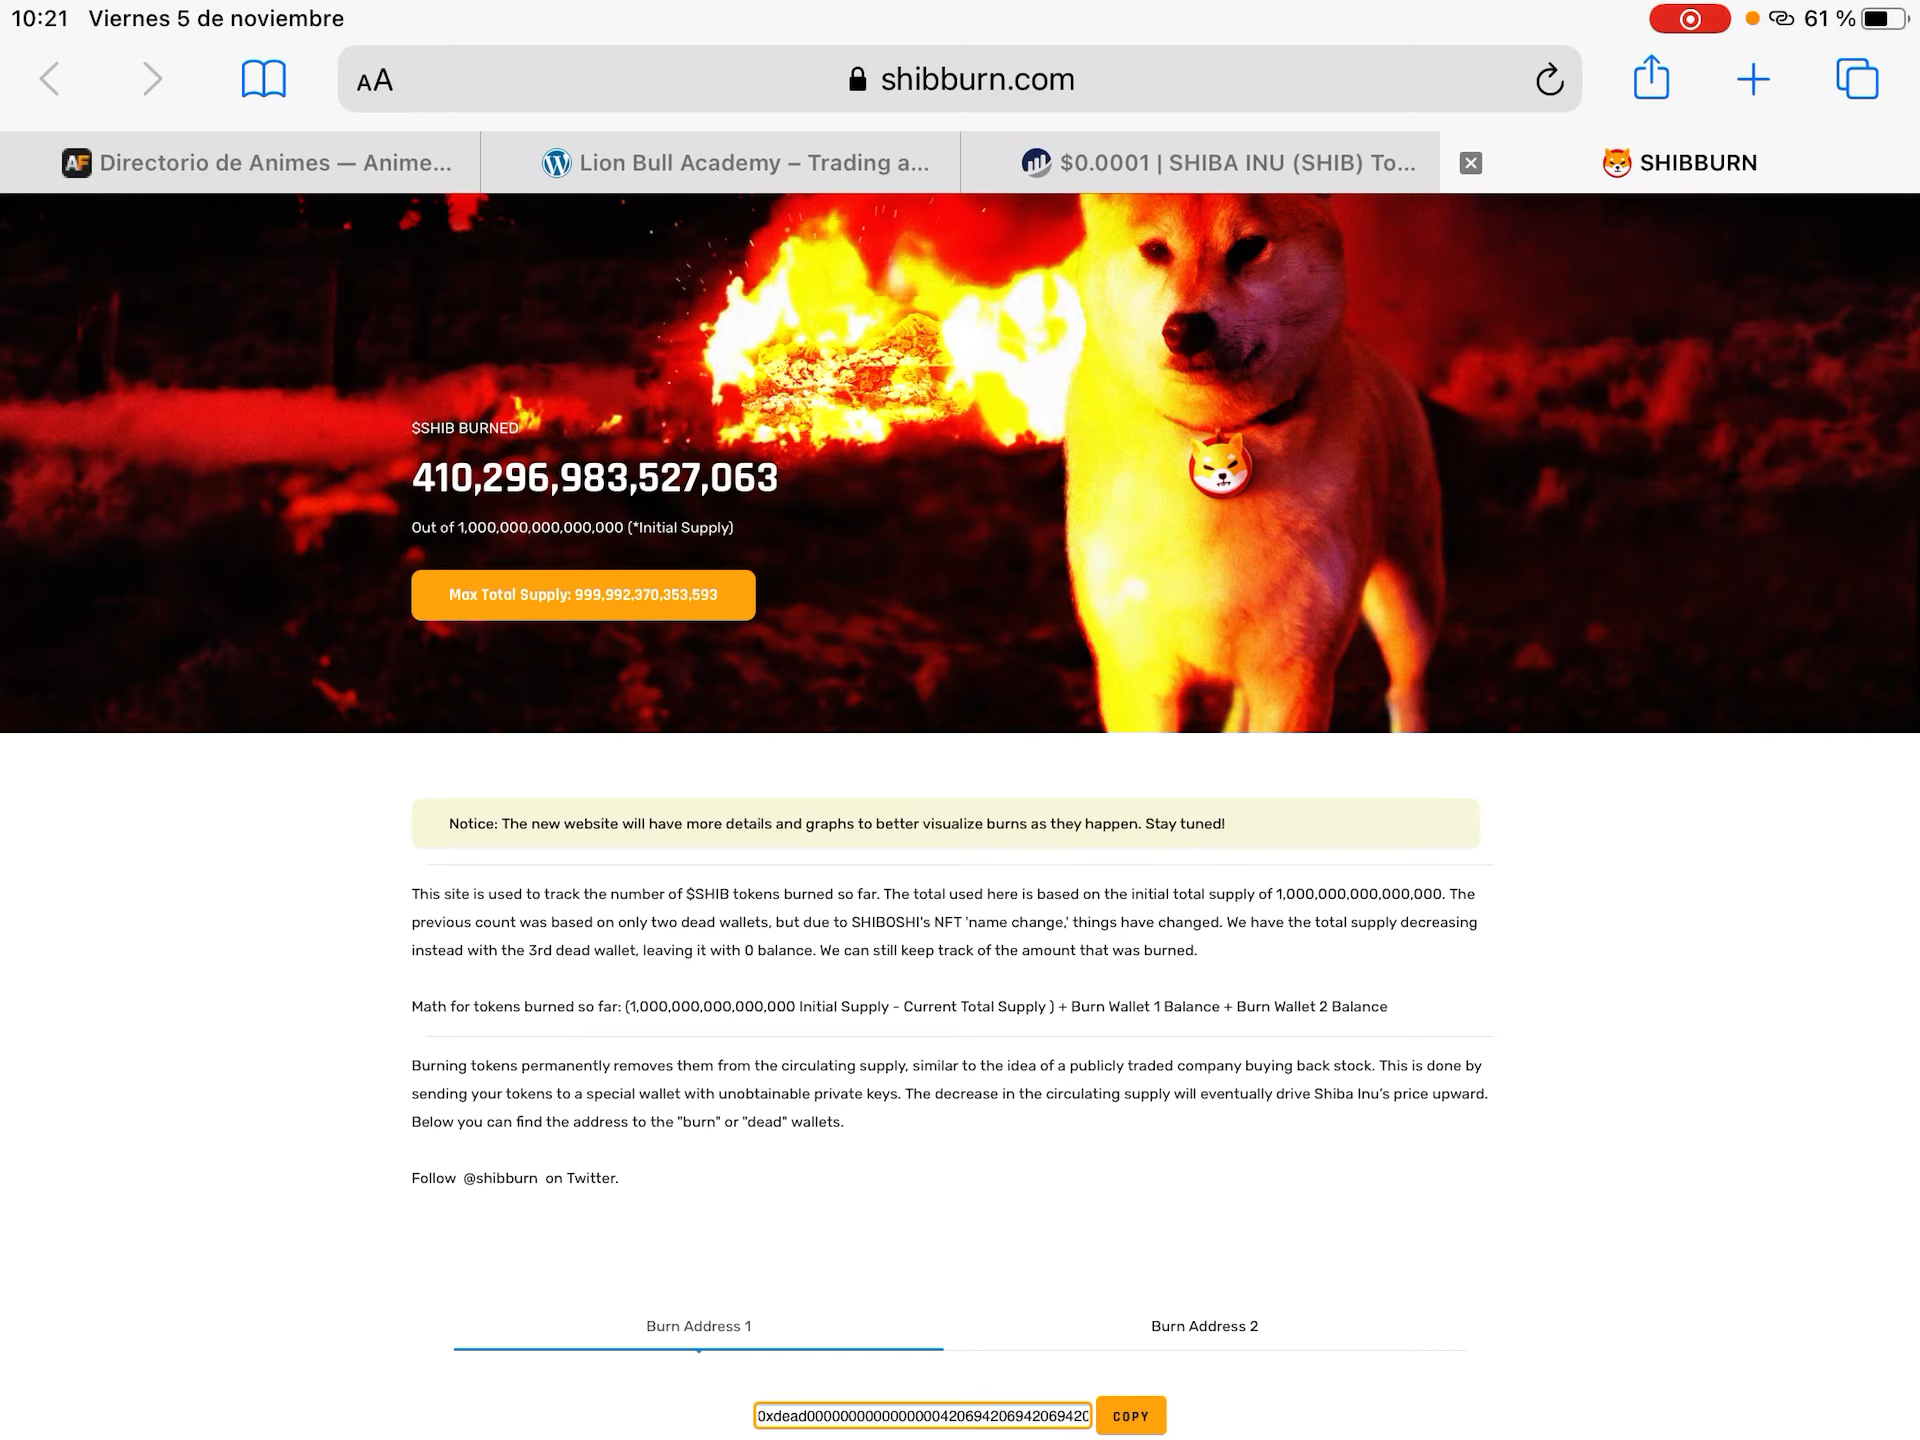 10:21 Viernes 5 de noviembre
61 %
AA
shibburn.com
Directorio de Animes — Anime...
Lion Bull Academy – Trading a...
$0.0001 | SHIBA INU (SHIB) To...
SHIBBURN
$SHIB BURNED
410,296,983,527,063
Out of 1,000,000,000,000,000 (*Initial Supply)
Max Total Supply: 999,992,370,353,593
Notice: The new website will have more details and graphs to better visualize burns as they happen. Stay tuned!
This site is used to track the number of $SHIB tokens burned so far. The total used here is based on the initial total supply of 1,000,000,000,000,000. The
previous count was based on only two dead wallets, but due to SHIBOSHI's NFT 'name change,' things have changed. We have the total supply decreasing
instead with the 3rd dead wallet, leaving it with 0 balance. We can still keep track of the amount that was burned.
Math for tokens burned so far: (1,000,000,000,000,000 Initial Supply - Current Total Supply ) + Burn Wallet 1 Balance + Burn Wallet 2 Balance
Burning tokens permanently removes them from the circulating supply, similar to the idea of a publicly traded company buying back stock. This is done by
sending your tokens to a special wallet with unobtainable private keys. The decrease in the circulating supply will eventually drive Shiba Inu's price upward.
Below you can find the address to the "burn" or "dead" wallets.
Follow @shibburn on Twitter.
Burn Address 1
Burn Address 2
0xdead0000000000000000420694206942069420
COPY